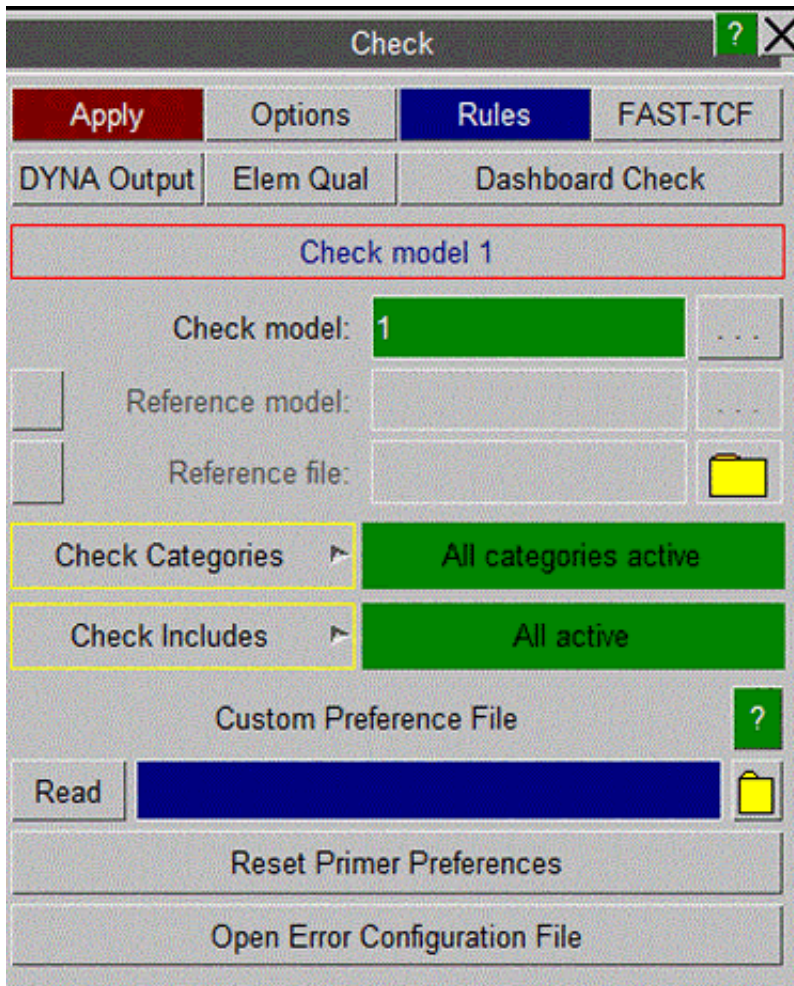 Check ?
Apply Options Rules FAST-TCF
DYNA Output Elem Qual Dashboard Check
Check model 1
Check model: 1 ...
Reference model: ...
Reference file:
Check Categories All categories active
Check Includes All active
Custom Preference File ?
Read
Reset Primer Preferences
Open Error Configuration File